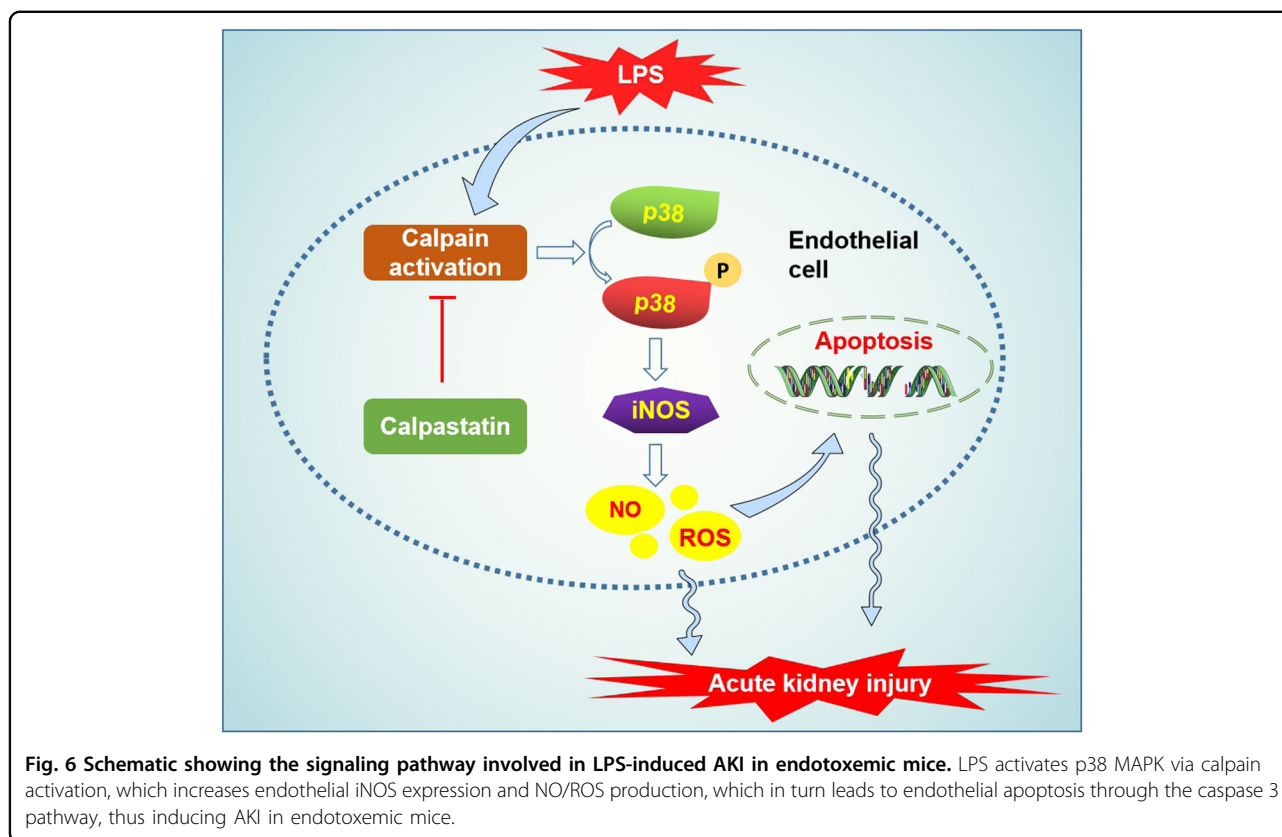 LPS
Calpain
activation
p38
P
p38
Endothelial
cell
Apoptosis
iNOS
Calpastatin
NO
ROS
Acute kidney injury
Fig. 6 Schematic showing the signaling pathway involved in LPS-induced AKI in endotoxemic mice. LPS activates p38 MAPK via calpain
activation, which increases endothelial iNOS expression and NO/ROS production, which in turn leads to endothelial apoptosis through the caspase 3
pathway, thus inducing AKI in endotoxemic mice.